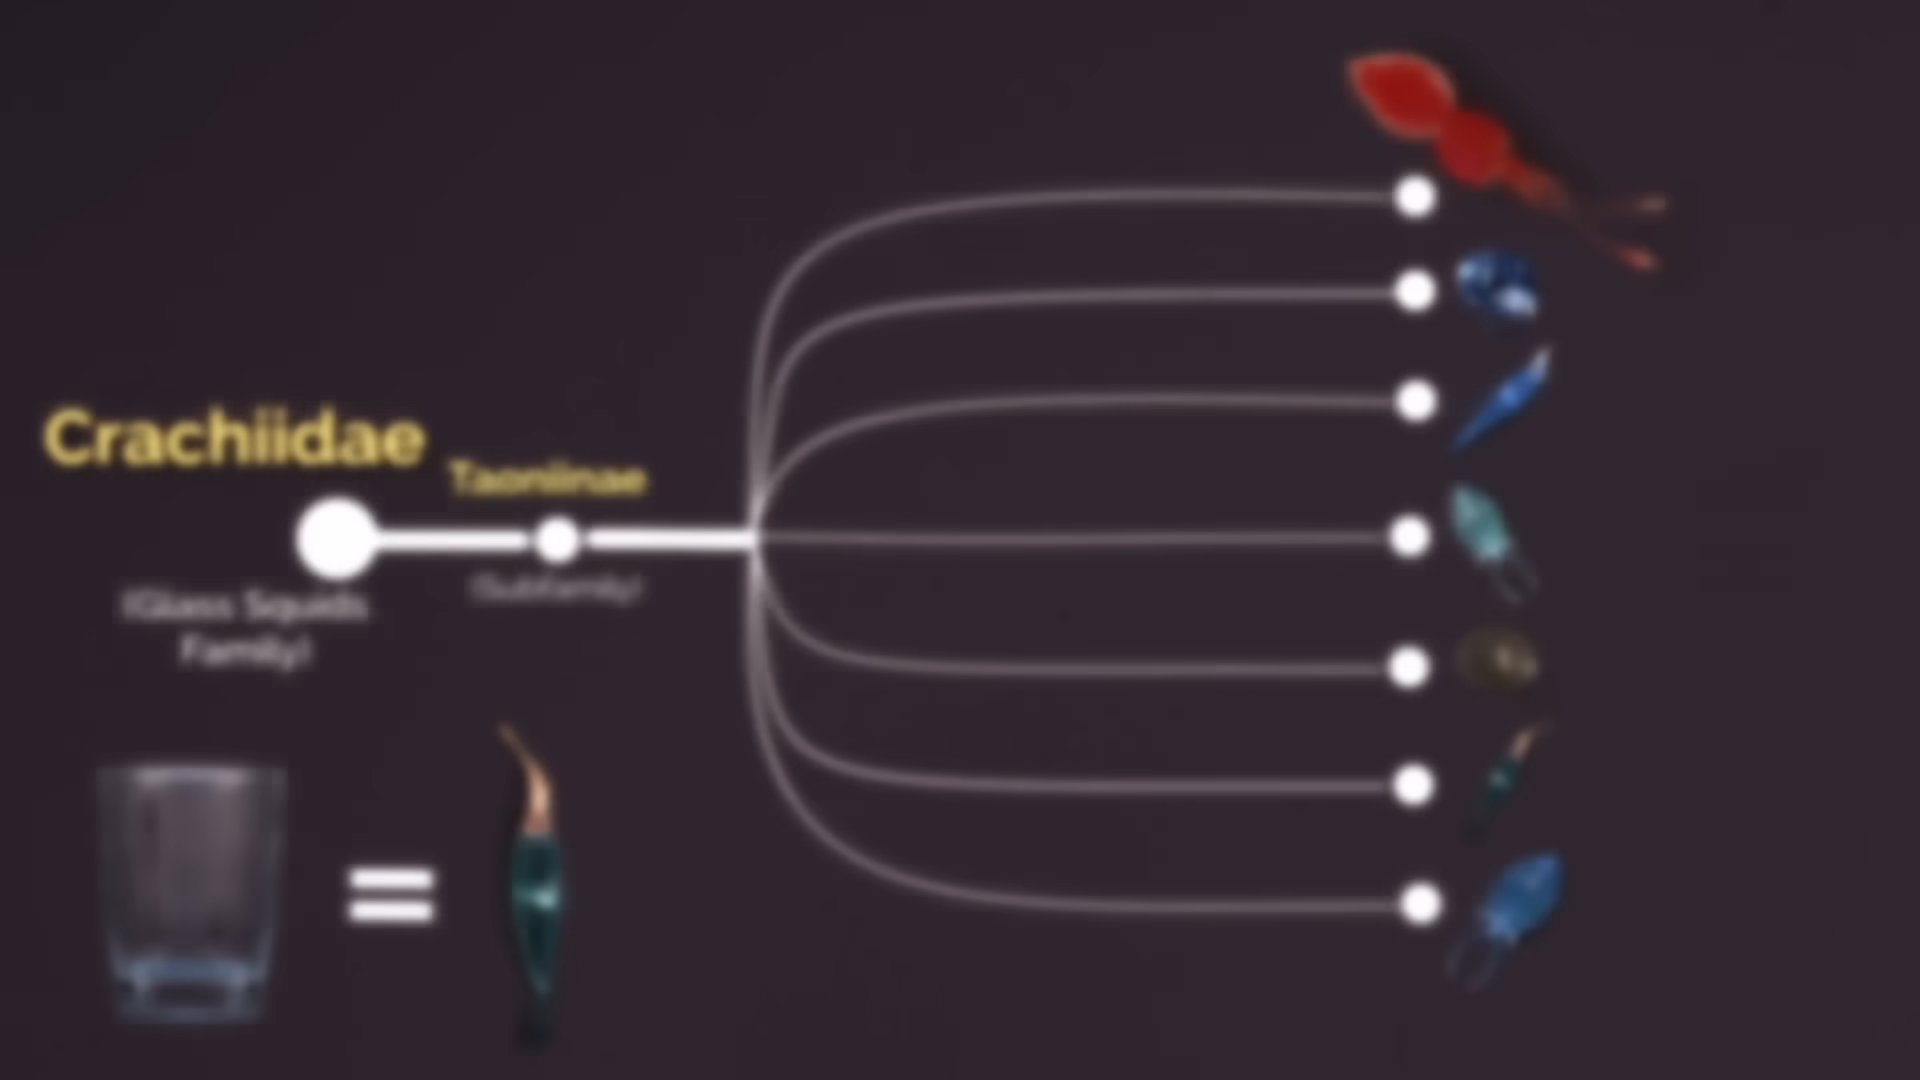 Crachiidae
Taoniinae
(Glass Squids
Family)
(Subfamily)